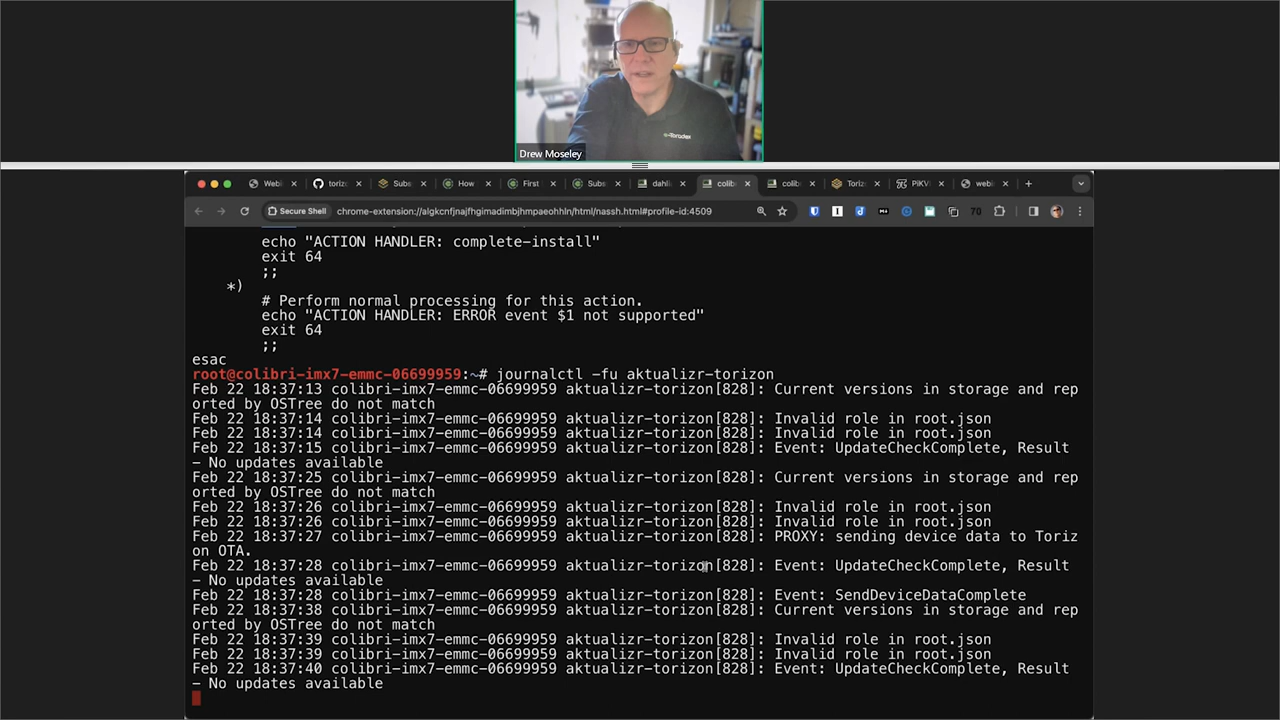 Toradex
Drew Moseley
Webi
torizo
Subs
How
First
Subs
dahli
colib
colib
Torize
PiKV
webi
Secure Shell
chrome-extension://algkcnfjnajfhgimadimbjhmpaeohhln/html/nassh.html#profile-id:4509
70
echo "ACTION HANDLER: complete-install"
exit 64
;;
*)
# Perform normal processing for this action.
echo "ACTION HANDLER: ERROR event $1 not supported"
exit 64
;;
esac
root@colibri-imx7-emmc-06699959:~# journalctl -fu aktualizr-torizon
Feb 22 18:37:13 colibri-imx7-emmc-06699959 aktualizr-torizon[828]: Current versions in storage and rep
orted by OSTree do not match
Feb 22 18:37:14 colibri-imx7-emmc-06699959 aktualizr-torizon[828]: Invalid role in root.json
Feb 22 18:37:14 colibri-imx7-emmc-06699959 aktualizr-torizon[828]: Invalid role in root.json
Feb 22 18:37:15 colibri-imx7-emmc-06699959 aktualizr-torizon[828]: Event: UpdateCheckComplete, Result
- No updates available
Feb 22 18:37:25 colibri-imx7-emmc-06699959 aktualizr-torizon[828]: Current versions in storage and rep
orted by OSTree do not match
Feb 22 18:37:26 colibri-imx7-emmc-06699959 aktualizr-torizon[828]: Invalid role in root.json
Feb 22 18:37:26 colibri-imx7-emmc-06699959 aktualizr-torizon[828]: Invalid role in root.json
Feb 22 18:37:27 colibri-imx7-emmc-06699959 aktualizr-torizon[828]: PROXY: sending device data to Toriz
on OTA.
Feb 22 18:37:28 colibri-imx7-emmc-06699959 aktualizr-torizon[828]: Event: UpdateCheckComplete, Result
- No updates available
Feb 22 18:37:28 colibri-imx7-emmc-06699959 aktualizr-torizon[828]: Event: SendDeviceDataComplete
Feb 22 18:37:38 colibri-imx7-emmc-06699959 aktualizr-torizon[828]: Current versions in storage and rep
orted by OSTree do not match
Feb 22 18:37:39 colibri-imx7-emmc-06699959 aktualizr-torizon[828]: Invalid role in root.json
Feb 22 18:37:39 colibri-imx7-emmc-06699959 aktualizr-torizon[828]: Invalid role in root.json
Feb 22 18:37:40 colibri-imx7-emmc-06699959 aktualizr-torizon[828]: Event: UpdateCheckComplete, Result
- No updates available